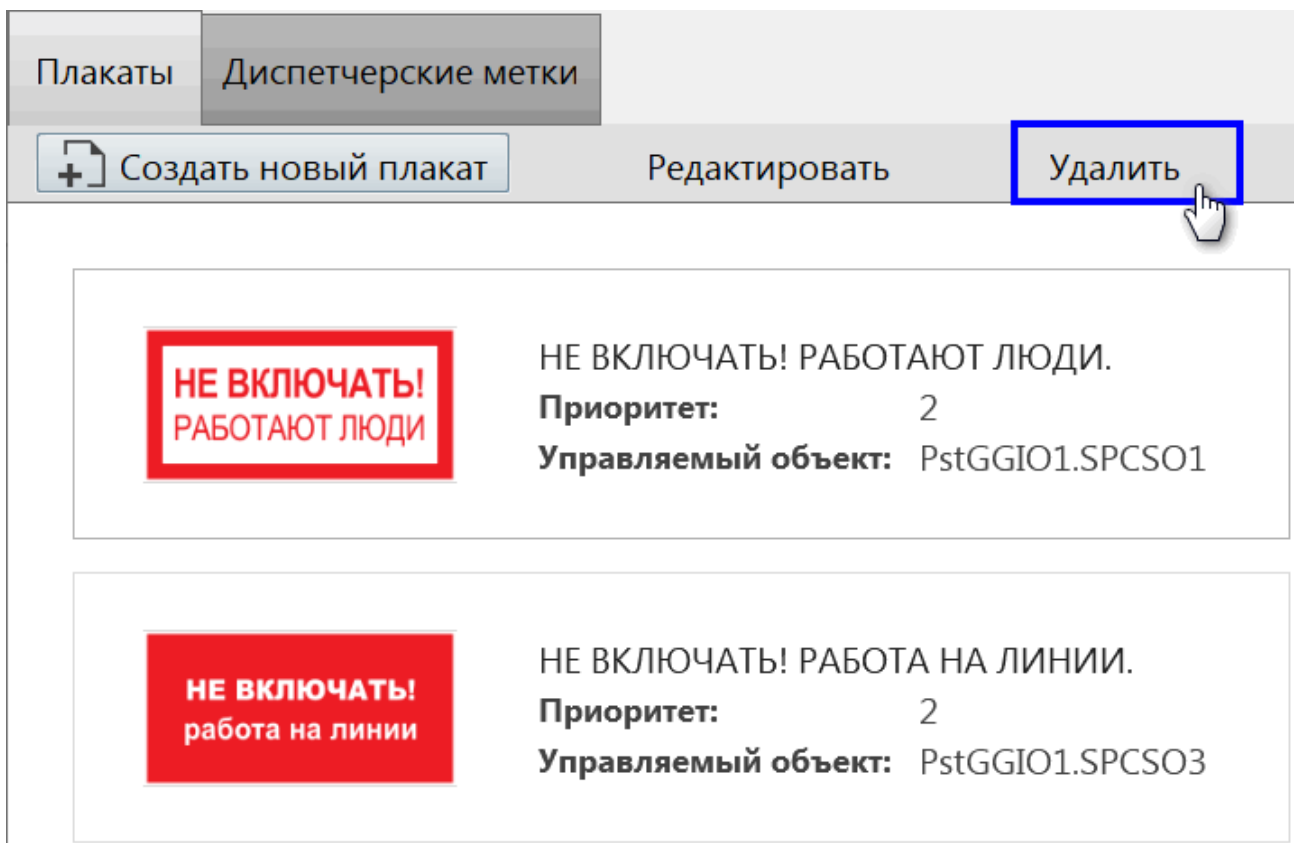 Плакаты Диспетчерские метки
Создать новый плакат Редактировать Удалить
НЕ ВКЛЮЧАТЬ!
РАБОТАЮТ ЛЮДИ
НЕ ВКЛЮЧАТЬ! РАБОТАЮТ ЛЮДИ.
Приоритет: 2
Управляемый объект: PstGGIO1.SPCSO1
НЕ ВКЛЮЧАТЬ!
работа на линии
НЕ ВКЛЮЧАТЬ! РАБОТА НА ЛИНИИ.
Приоритет: 2
Управляемый объект: PstGGIO1.SPCSO3